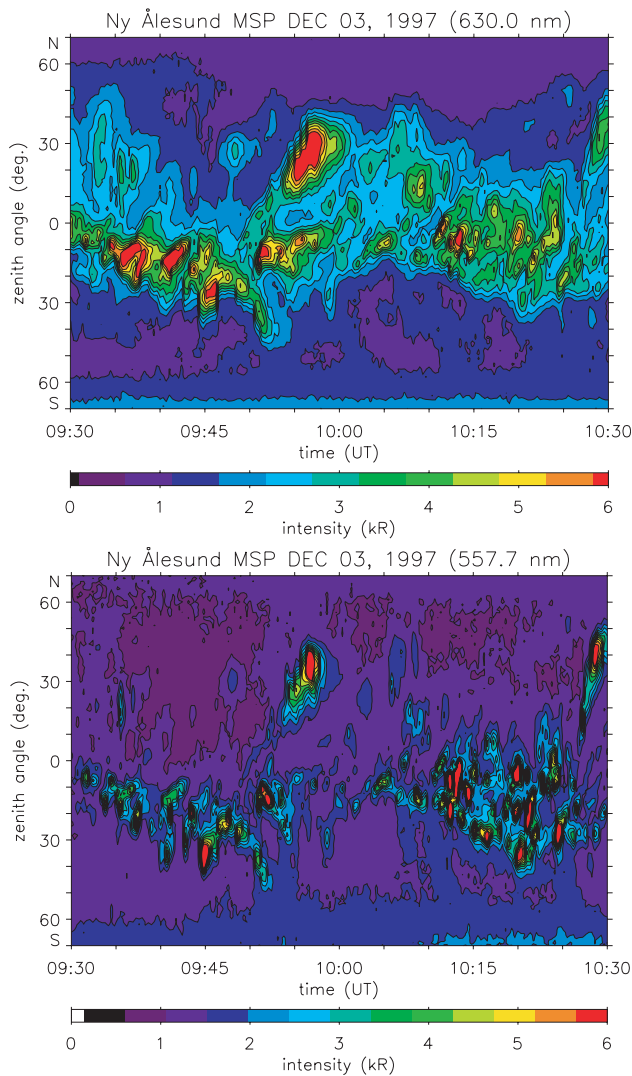 Ny Ålesund MSP DEC 03, 1997 (630.0 nm)
N
60
30
0
30
60
S
zenith angle (deg.)
09:30 09:45 10:00 10:15 10:30
time (UT)
0 1 2 3 4 5 6
intensity (kR)
Ny Ålesund MSP DEC 03, 1997 (557.7 nm)
N
60
30
0
30
60
S
zenith angle (deg.)
09:30 09:45 10:00 10:15 10:30
time (UT)
0 1 2 3 4 5 6
intensity (kR)